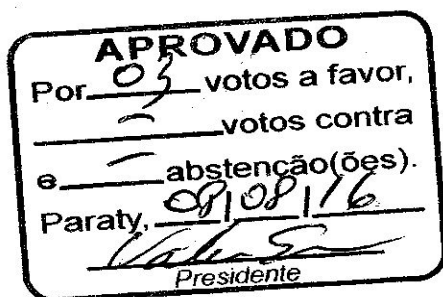 APROVADO
Por 03 votos a favor,
— votos contra
e — abstenção(ões).
Paraty, 08/08/16
Presidente